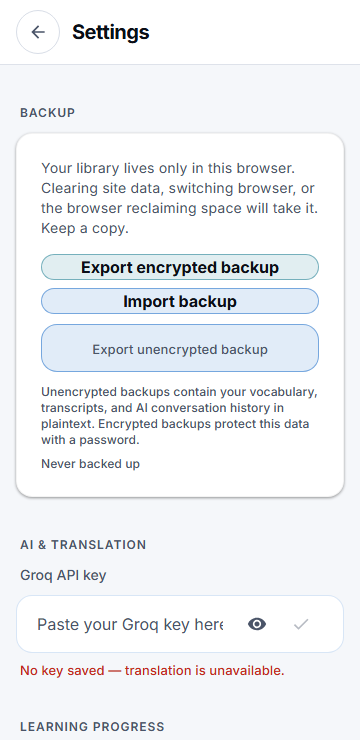 Settings
BACKUP
Your library lives only in this browser.
Clearing site data, switching browser, or
the browser reclaiming space will take it.
Keep a copy.
Export encrypted backup
Import backup
Export unencrypted backup
Unencrypted backups contain your vocabulary,
transcripts, and AI conversation history in
plaintext. Encrypted backups protect this data
with a password.
Never backed up
AI & TRANSLATION
Groq API key
Paste your Groq key here
No key saved — translation is unavailable.
LEARNING PROGRESS